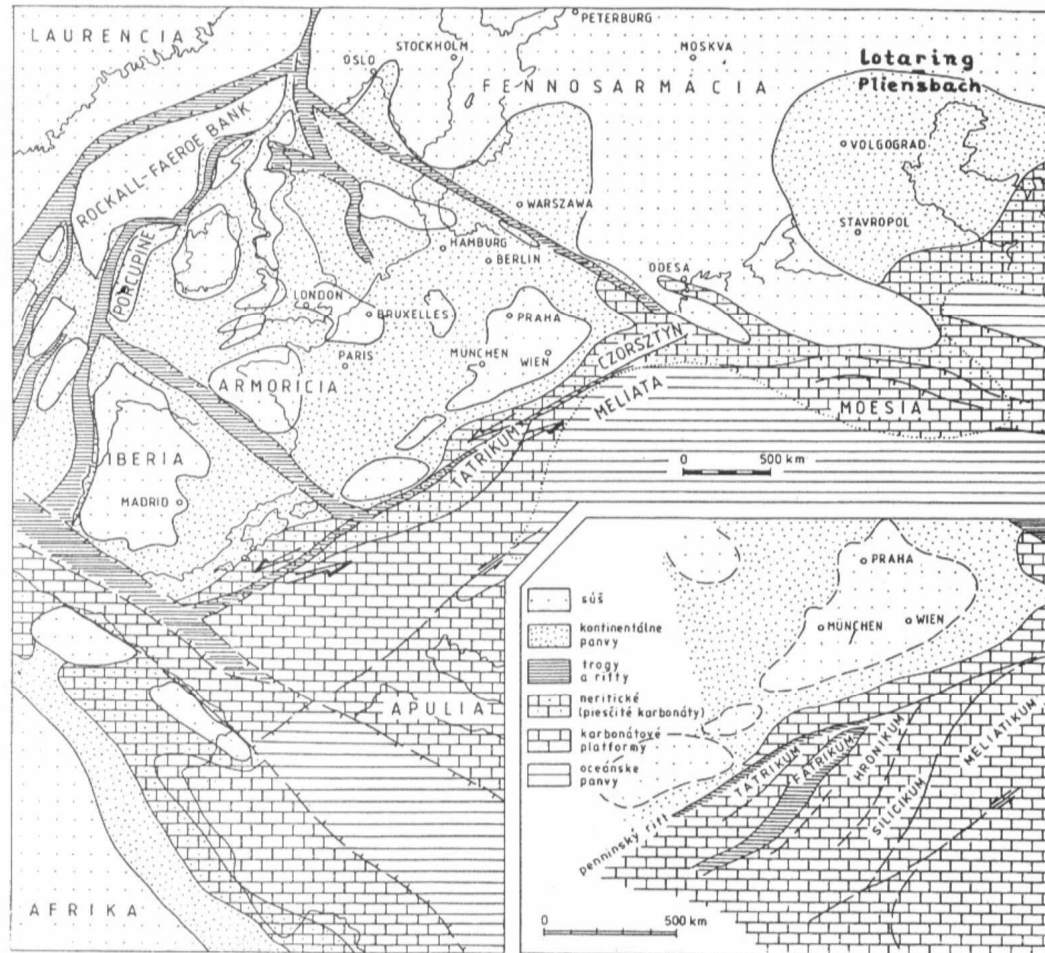 LAURENCIA
PETERBURG
STOCKHOLM
MOSKVA
OSLO
Lotaring
Pliensbach
FENNOSARMÁCIA
ROCKALL-FAEROE BANK
VOLGOGRAD
WARSZAWA
STAVROPOL
HAMBURG
BERLIN
PORCUPINE
ODESA
LONDON
BRUXELLES
PRAHA
CZORSZTYN
PARIS
MÜNCHEN
WIEN
ARMORICIA
MELIATA
MOESIA
TATRIKUM
IBERIA
0 500 km
MADRID
APULIA
AFRIKA
PRAHA
MÜNCHEN
WIEN
súš
kontinentálne
panvy
trogy
a rifty
neritické
(piesčité karbonáty)
karbonátové
platformy
oceánske
panvy
TATRIKUM
FATRIKUM
HRONIKUM
SILICIKUM
MELIATIKUM
penninský rift
0 500 km